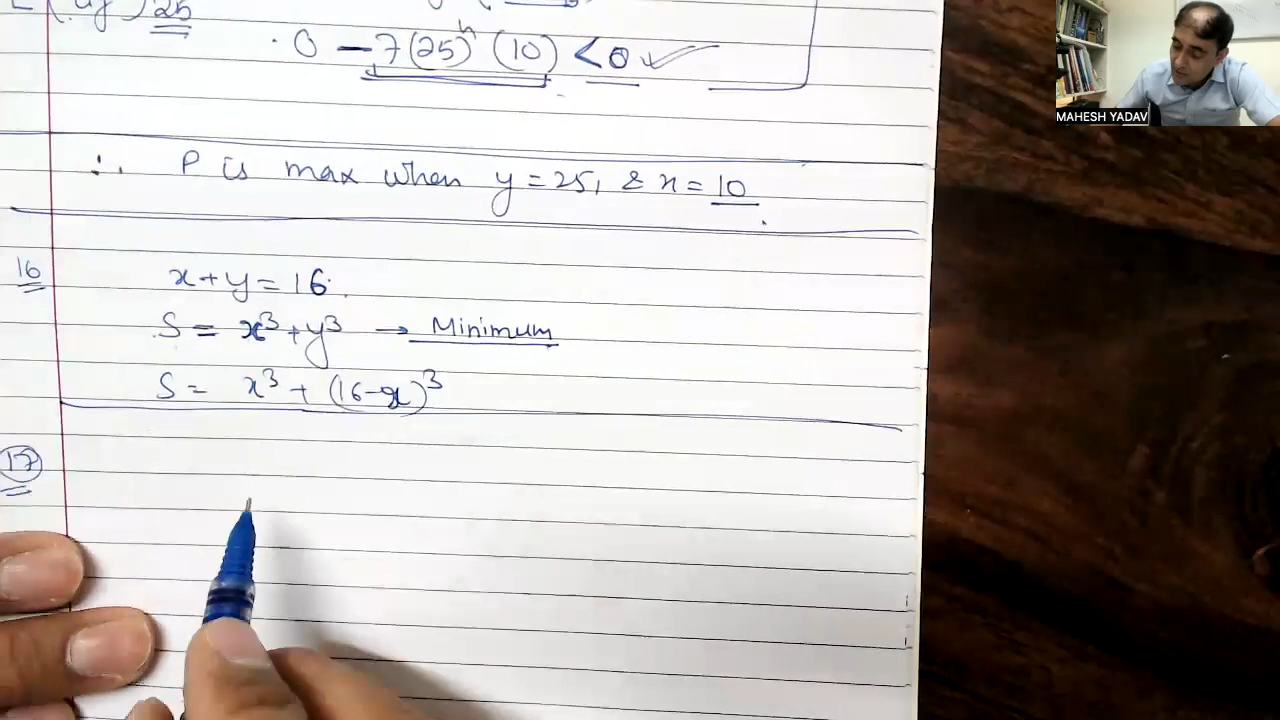 25
0 - 7(25)⁴ (10) < 0 ✓
MAHESH YADAV
∴ P is max when y = 25, & x = 10.
16
x + y = 16.
S = x³ + y³ → Minimum
S = x³ + (16-x)³
17